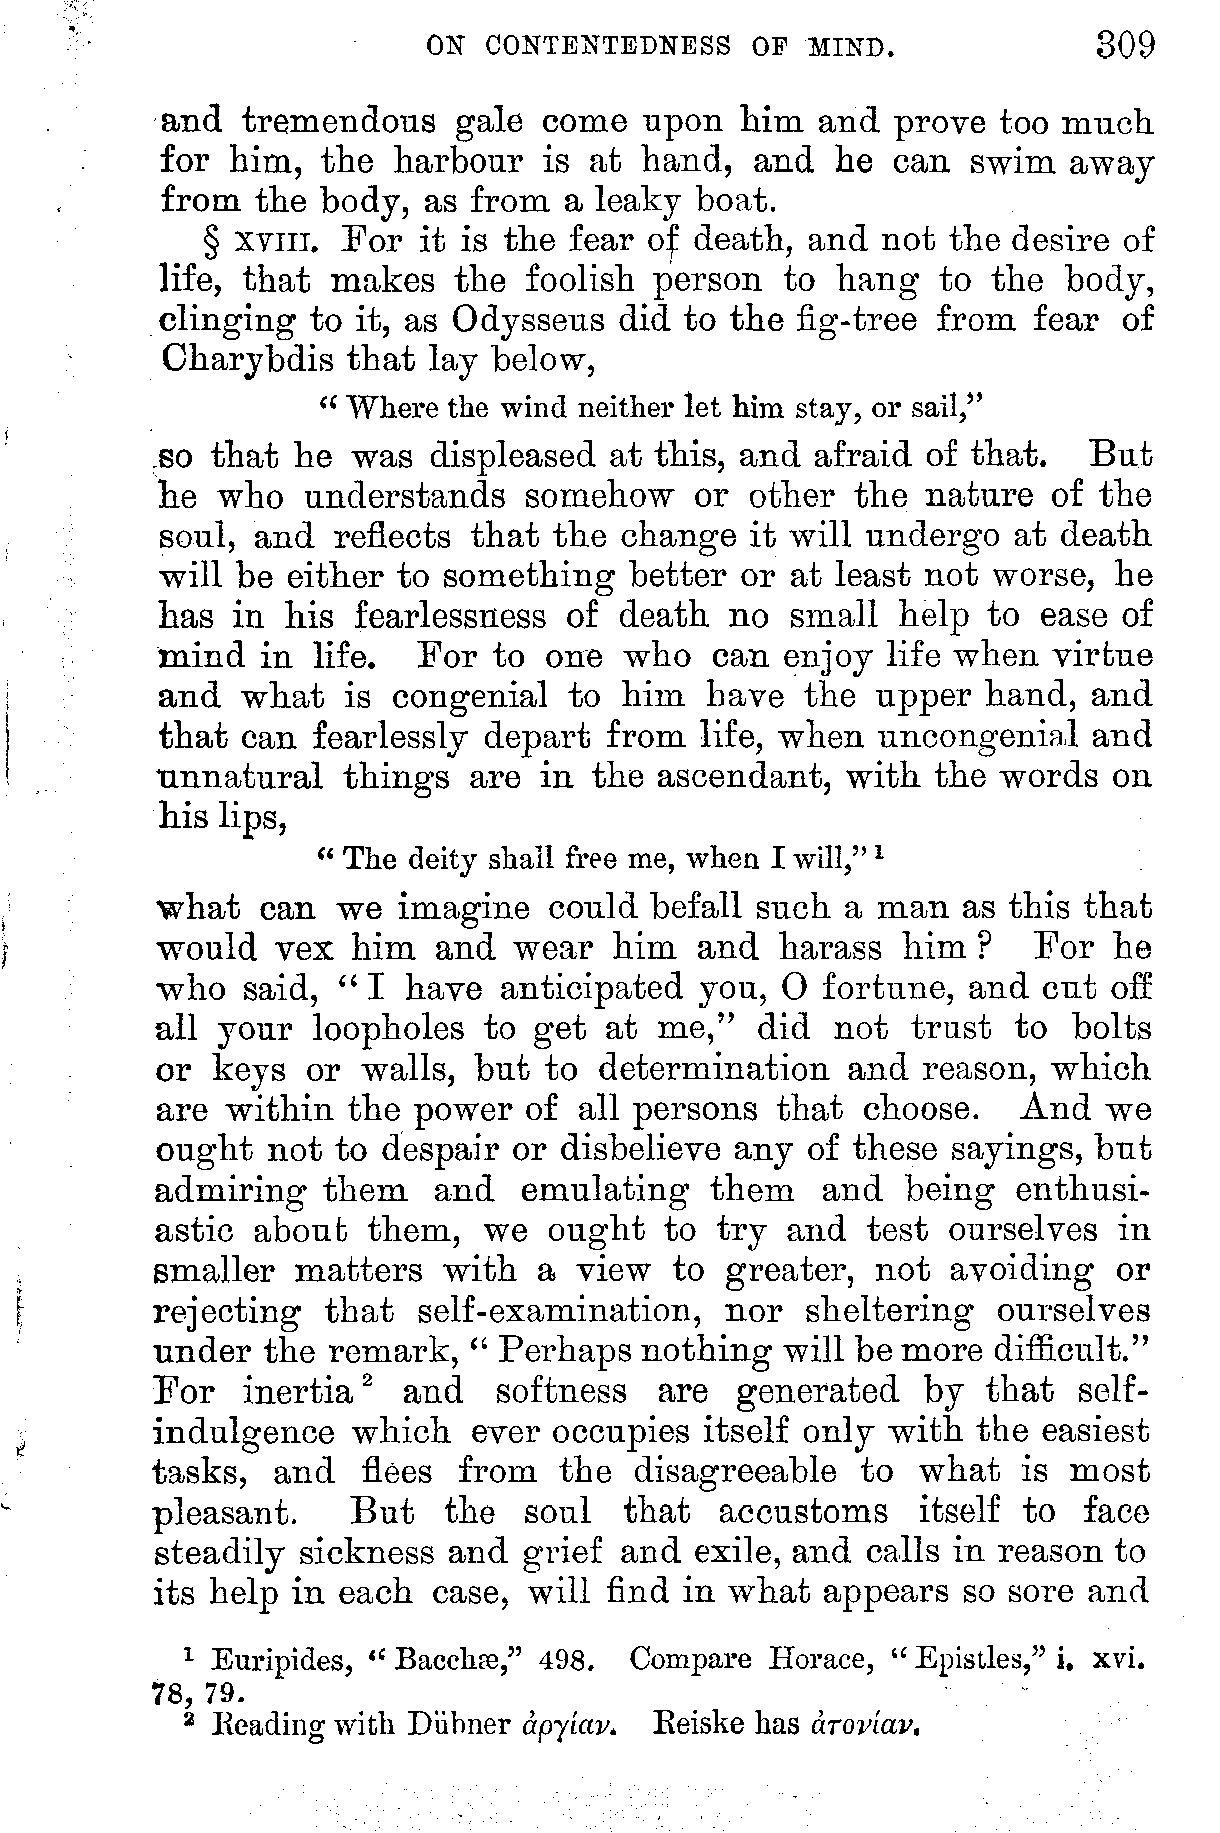 ON CONTENTEDNESS OF MIND. 309
and tremendous gale come upon him and prove too much
for him, the harbour is at hand, and he can swim away
from the body, as from a leaky boat.
§ XVIII. For it is the fear of death, and not the desire of
life, that makes the foolish person to hang to the body,
clinging to it, as Odysseus did to the fig-tree from fear of
Charybdis that lay below,
“Where the wind neither let him stay, or sail,”
so that he was displeased at this, and afraid of that. But
he who understands somehow or other the nature of the
soul, and reflects that the change it will undergo at death
will be either to something better or at least not worse, he
has in his fearlessness of death no small help to ease of
mind in life. For to one who can enjoy life when virtue
and what is congenial to him have the upper hand, and
that can fearlessly depart from life, when uncongenial and
unnatural things are in the ascendant, with the words on
his lips,
“The deity shall free me, when I will,” ¹
what can we imagine could befall such a man as this that
would vex him and wear him and harass him? For he
who said, “I have anticipated you, O fortune, and cut off
all your loopholes to get at me,” did not trust to bolts
or keys or walls, but to determination and reason, which
are within the power of all persons that choose. And we
ought not to despair or disbelieve any of these sayings, but
admiring them and emulating them and being enthusi-
astic about them, we ought to try and test ourselves in
smaller matters with a view to greater, not avoiding or
rejecting that self-examination, nor sheltering ourselves
under the remark, “Perhaps nothing will be more difficult.”
For inertia ² and softness are generated by that self-
indulgence which ever occupies itself only with the easiest
tasks, and flees from the disagreeable to what is most
pleasant. But the soul that accustoms itself to face
steadily sickness and grief and exile, and calls in reason to
its help in each case, will find in what appears so sore and
¹ Euripides, “Bacchæ,” 498. Compare Horace, “Epistles,” i. xvi.
78, 79.
² Reading with Dübner ἀργίαν. Reiske has ἀτονίαν.